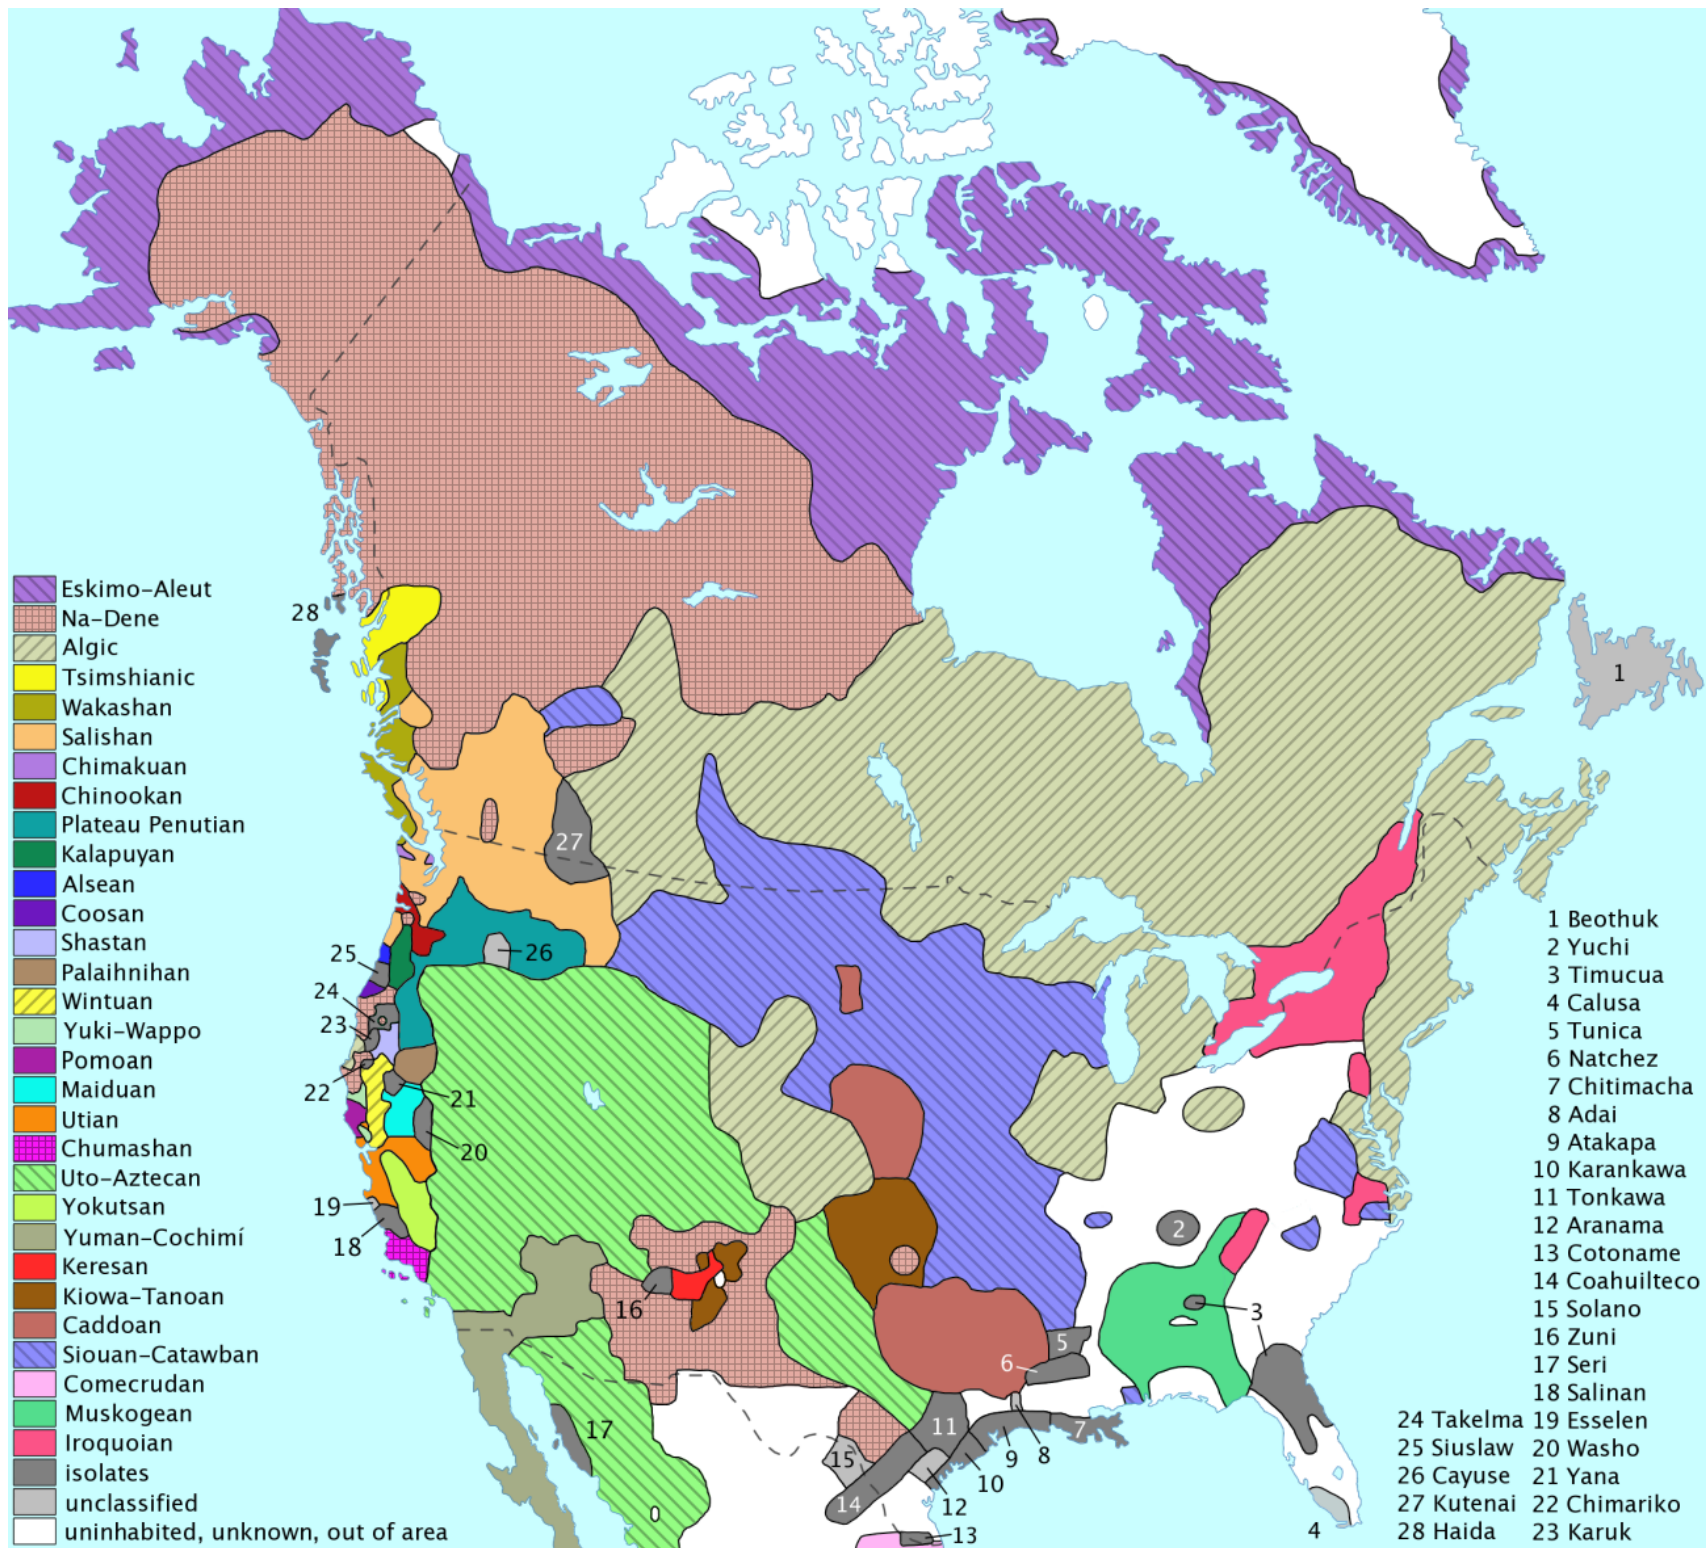 Eskimo-Aleut
Na-Dene
Algic
Tsimshianic
Wakashan
Salishan
Chimakuan
Chinookan
Plateau Penutian
Kalapuyan
Alsean
Coosan
Shastan
Palaihnihan
Wintuan
Yuki-Wappo
Pomoan
Maiduan
Utian
Chumashan
Uto-Aztecan
Yokutsan
Yuman-Cochimí
Keresan
Kiowa-Tanoan
Caddoan
Siouan-Catawban
Comecrudan
Muskogean
Iroquoian
isolates
unclassified
uninhabited, unknown, out of area
28
27
26
25
24
23
22
21
20
19
18
16
17
15
14
11
12
13
10
9
8
7
6
5
3
2
4
1
1 Beothuk
2 Yuchi
3 Timucua
4 Calusa
5 Tunica
6 Natchez
7 Chitimacha
8 Adai
9 Atakapa
10 Karankawa
11 Tonkawa
12 Aranama
13 Cotoname
14 Coahuilteco
15 Solano
16 Zuni
17 Seri
18 Salinan
19 Esselen
20 Washo
21 Yana
22 Chimariko
23 Karuk
24 Takelma
25 Siuslaw
26 Cayuse
27 Kutenai
28 Haida